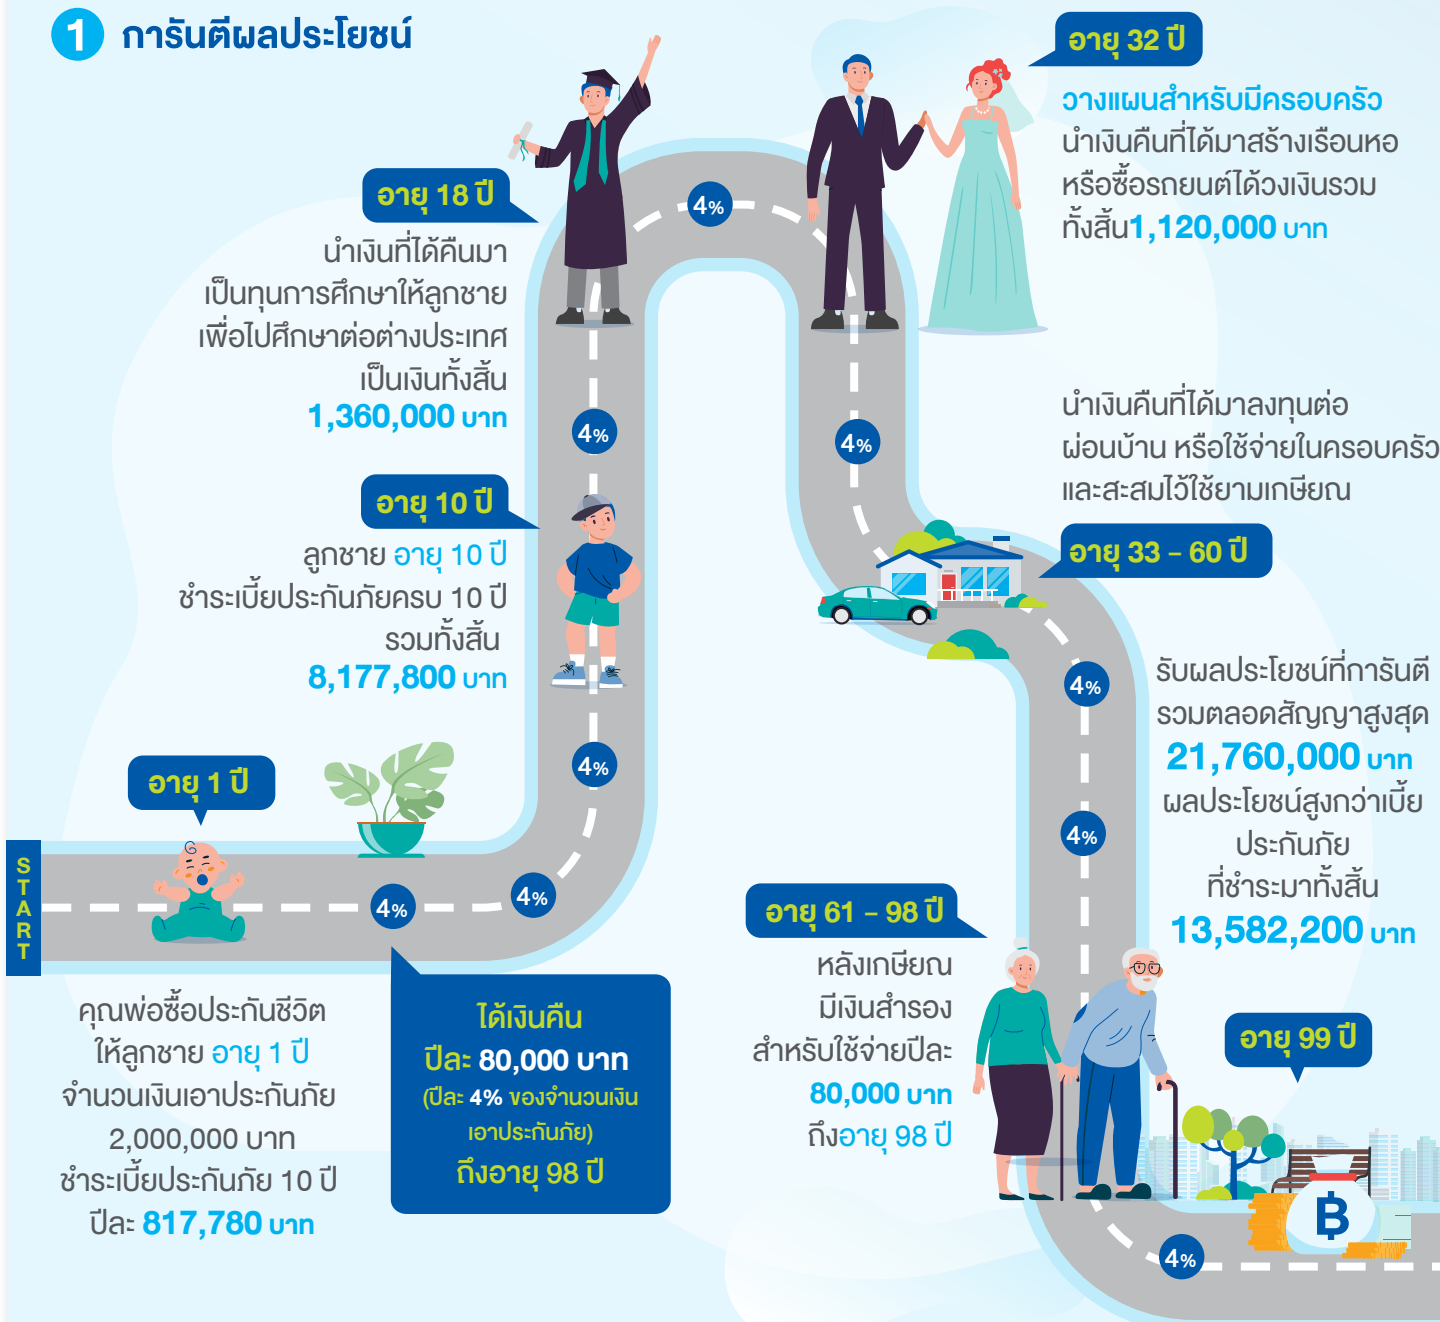 1 การันตีผลประโยชน์
START
อายุ 1 ปี
คุณพ่อซื้อประกันชีวิต
ให้ลูกชาย อายุ 1 ปี
จำนวนเงินเอาประกันภัย
2,000,000 บาท
ชำระเบี้ยประกันภัย 10 ปี
ปีละ 817,780 บาท
4%
ได้เงินคืน
ปีละ 80,000 บาท
(ปีละ 4% ของจำนวนเงิน
เอาประกันภัย)
ถึงอายุ 98 ปี
4%
4%
อายุ 10 ปี
ลูกชาย อายุ 10 ปี
ชำระเบี้ยประกันภัยครบ 10 ปี
รวมทั้งสิ้น
8,177,800 บาท
4%
อายุ 18 ปี
นำเงินที่ได้คืนมา
เป็นทุนการศึกษาให้ลูกชาย
เพื่อไปศึกษาต่อต่างประเทศ
เป็นเงินทั้งสิ้น
1,360,000 บาท
4%
อายุ 32 ปี
วางแผนสำหรับมีครอบครัว
นำเงินคืนที่ได้มาสร้างเรือนหอ
หรือซื้อรถยนต์ได้วงเงินรวม
ทั้งสิ้น1,120,000 บาท
4%
นำเงินคืนที่ได้มาลงทุนต่อ
ผ่อนบ้าน หรือใช้จ่ายในครอบครัว
และสะสมไว้ใช้ยามเกษียณ
อายุ 33 – 60 ปี
4%
4%
อายุ 61 – 98 ปี
หลังเกษียณ
มีเงินสำรอง
สำหรับใช้จ่ายปีละ
80,000 บาท
ถึงอายุ 98 ปี
รับผลประโยชน์ที่การันตี
รวมตลอดสัญญาสูงสุด
21,760,000 บาท
ผลประโยชน์สูงกว่าเบี้ย
ประกันภัย
ที่ชำระมาทั้งสิ้น
13,582,200 บาท
อายุ 99 ปี
฿
4%